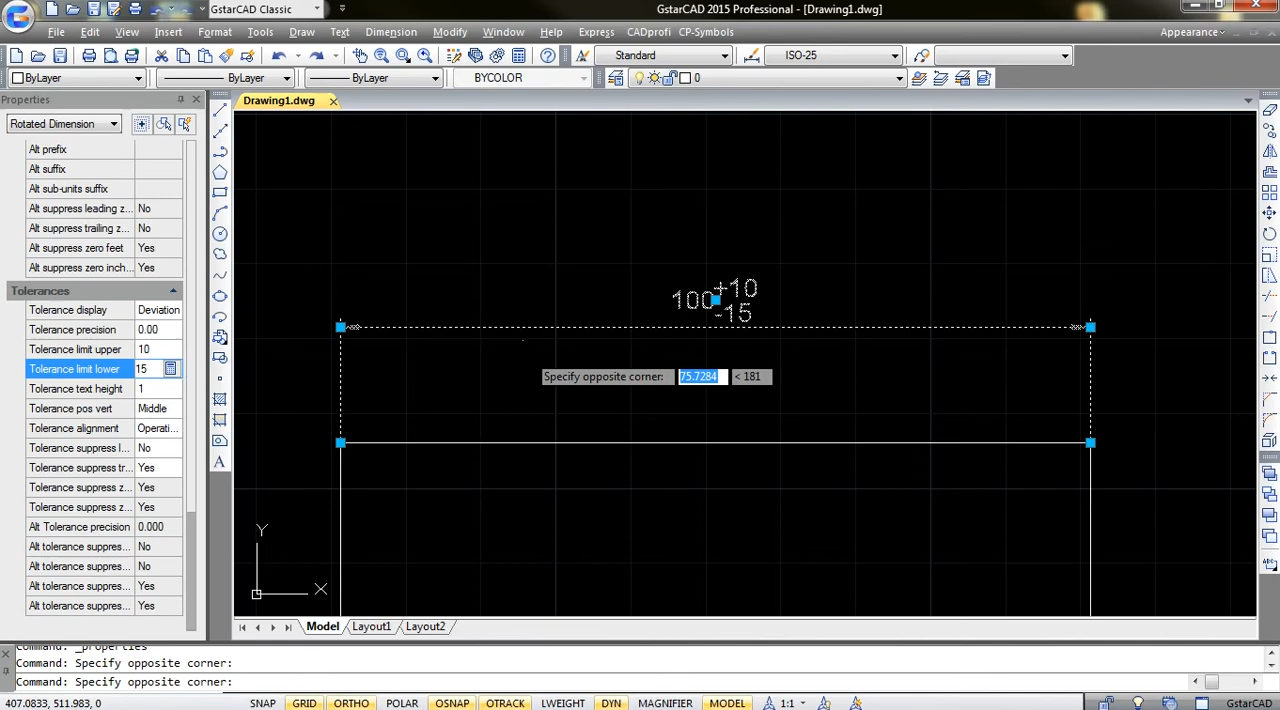 GstarCAD Classic
GstarCAD 2015 Professional - [Drawing1.dwg]
File Edit View Insert Format Tools Draw Text Dimension Modify Window Help Express CADprofi CP-Symbols Appearance
Standard ISO-25
ByLayer ByLayer ByLayer BYCOLOR 0
Properties
Drawing1.dwg
Rotated Dimension
Alt prefix
Alt suffix
Alt sub-units suffix
Alt suppress leading z... No
Alt suppress trailing z... No
Alt suppress zero feet Yes
Alt suppress zero inch... Yes
Tolerances
Tolerance display Deviation
Tolerance precision 0.00
Tolerance limit upper 10
Tolerance limit lower 15
Tolerance text height 1
Tolerance pos vert Middle
Tolerance alignment Operati...
Tolerance suppress l... No
Tolerance suppress tr... Yes
Tolerance suppress z... Yes
Tolerance suppress z... Yes
Alt Tolerance precision 0.000
Alt tolerance suppres... No
Alt tolerance suppres... No
Alt tolerance suppres... Yes
Alt tolerance suppres... Yes
+10
100
-15
Specify opposite corner: 75.7284 < 181
Y
X
Model Layout1 Layout2
Command: _properties
Command: Specify opposite corner:
Command: Specify opposite corner:
407.0833, 511.983, 0 SNAP GRID ORTHO POLAR OSNAP OTRACK LWEIGHT DYN MAGNIFIER MODEL 1:1 GstarCAD